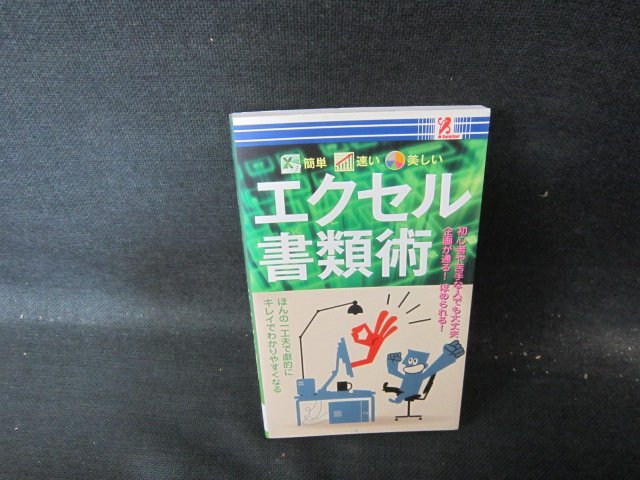 簡単 速い 美しい
エクセル
書類術
初心者や苦手な人でも大丈夫
企画が通る！ ほめられる！
ほんの一工夫で劇的に
キレイでわかりやすくなる